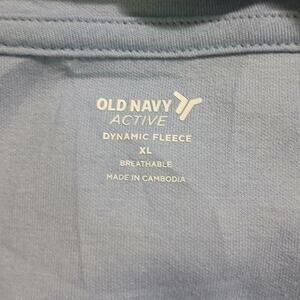 OLD NAVY
ACTIVE
DYNAMIC FLEECE
XL
BREATHABLE
MADE IN CAMBODIA